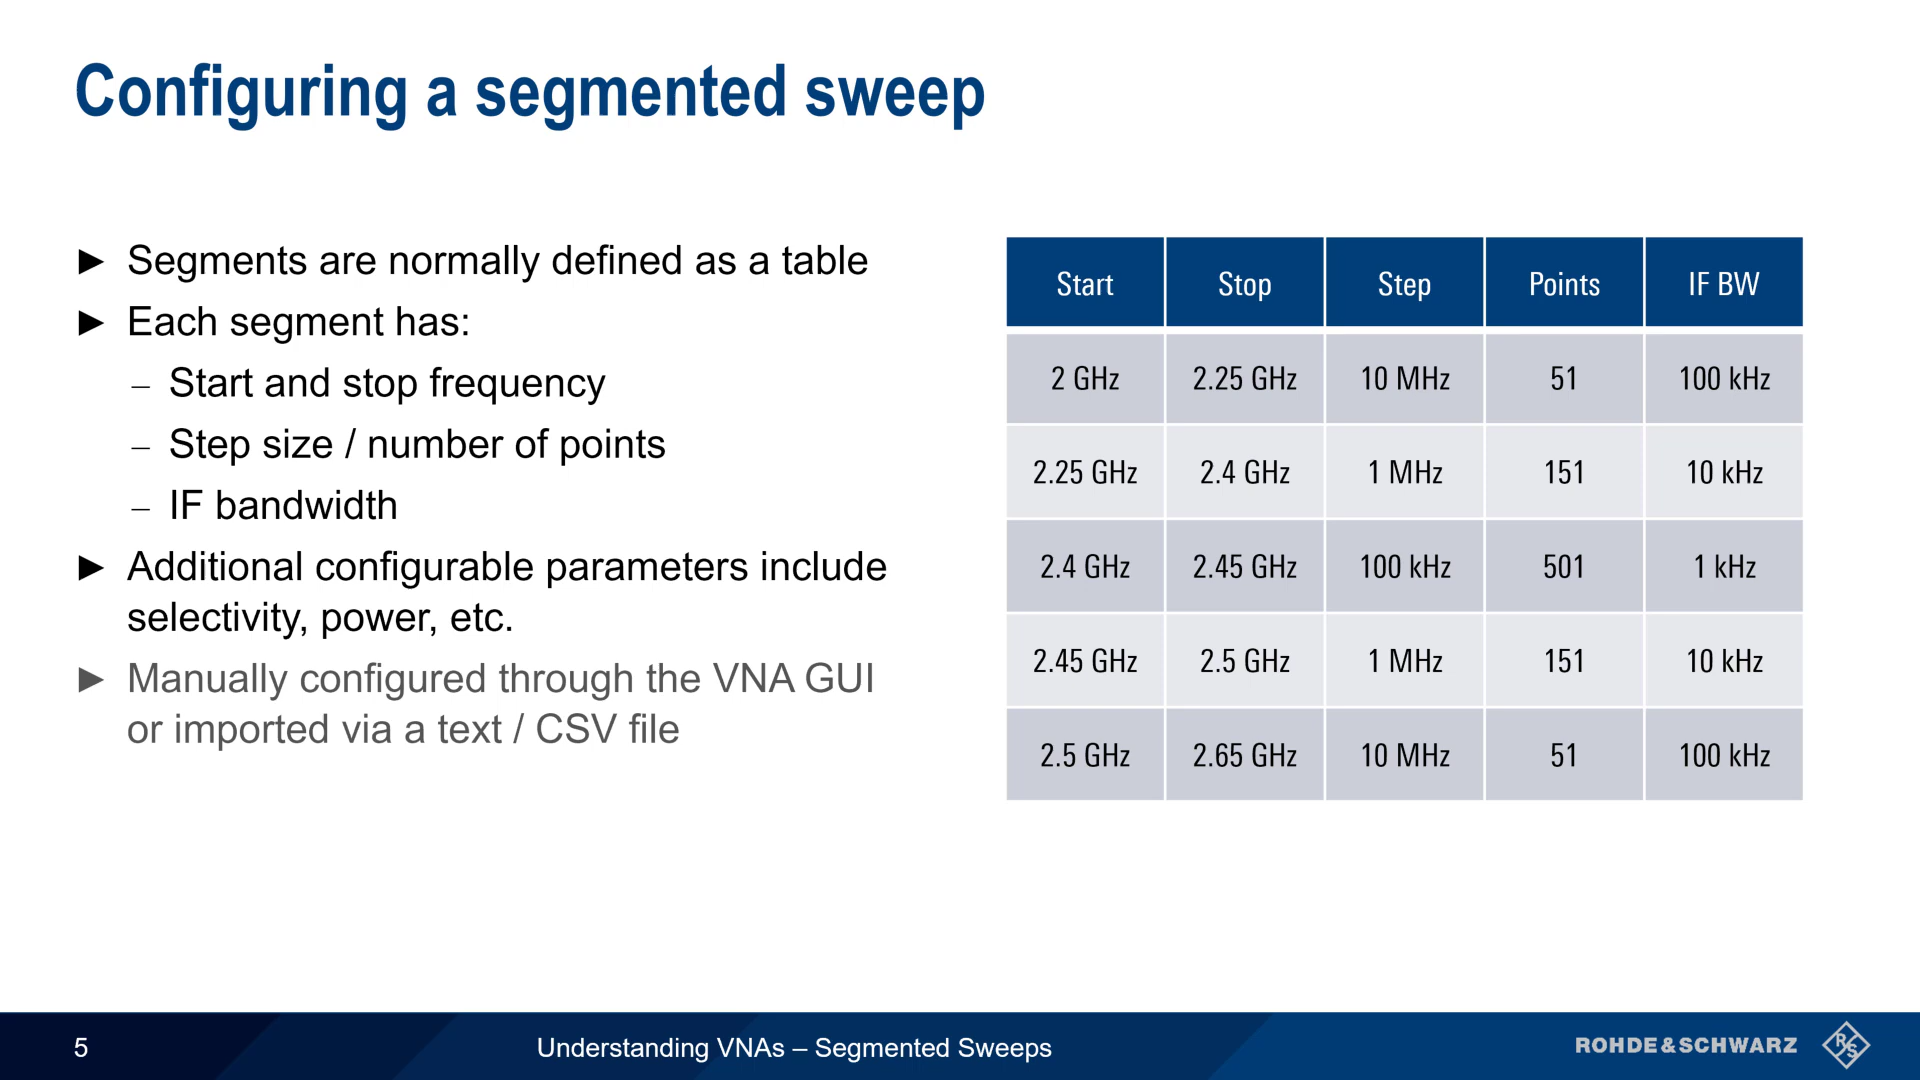 Configuring a segmented sweep
► Segments are normally defined as a table
► Each segment has:
– Start and stop frequency
– Step size / number of points
– IF bandwidth
► Additional configurable parameters include
selectivity, power, etc.
► Manually configured through the VNA GUI
or imported via a text / CSV file
Start Stop Step Points IF BW
2 GHz 2.25 GHz 10 MHz 51 100 kHz
2.25 GHz 2.4 GHz 1 MHz 151 10 kHz
2.4 GHz 2.45 GHz 100 kHz 501 1 kHz
2.45 GHz 2.5 GHz 1 MHz 151 10 kHz
2.5 GHz 2.65 GHz 10 MHz 51 100 kHz
5
Understanding VNAs – Segmented Sweeps
ROHDE & SCHWARZ
R S